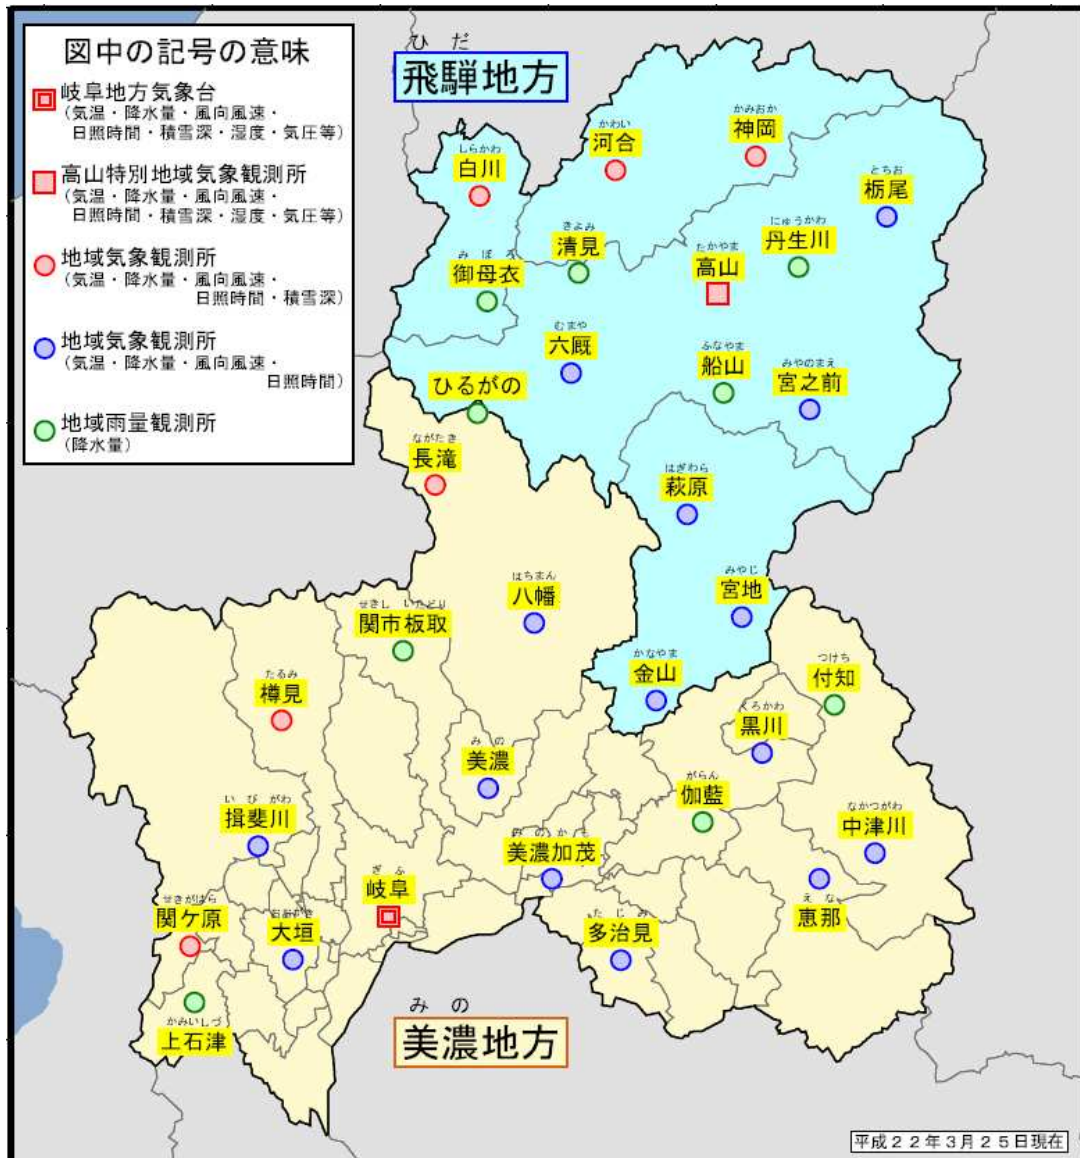 図中の記号の意味
岐阜地方気象台
(気温・降水量・風向風速・
日照時間・積雪深・湿度・気圧等)
高山特別地域気象観測所
(気温・降水量・風向風速・
日照時間・積雪深・湿度・気圧等)
地域気象観測所
(気温・降水量・風向風速・
日照時間・積雪深)
地域気象観測所
(気温・降水量・風向風速・
日照時間)
地域雨量観測所
(降水量)
ひだ
飛騨地方
かみおか
神岡
かわい
河合
しらかわ
白川
とちお
栃尾
きよみ
清見
にゅうかわ
丹生川
たかやま
高山
みぼろ
御母衣
むまや
六厩
ふなやま
船山
みやのまえ
宮之前
ひるがの
ながたき
長滝
はぎわら
萩原
はちまん
八幡
みやじ
宮地
せきし いたどり
関市板取
かなやま
金山
つけち
付知
たるみ
樽見
くろかわ
黒川
みの
美濃
がらん
伽藍
いびがわ
揖斐川
なかつがわ
中津川
みのかも
美濃加茂
ぎふ
岐阜
えな
恵那
せきがはら
関ケ原
おおがき
大垣
たじみ
多治見
かみいしづ
上石津
みの
美濃地方
平成22年3月25日現在